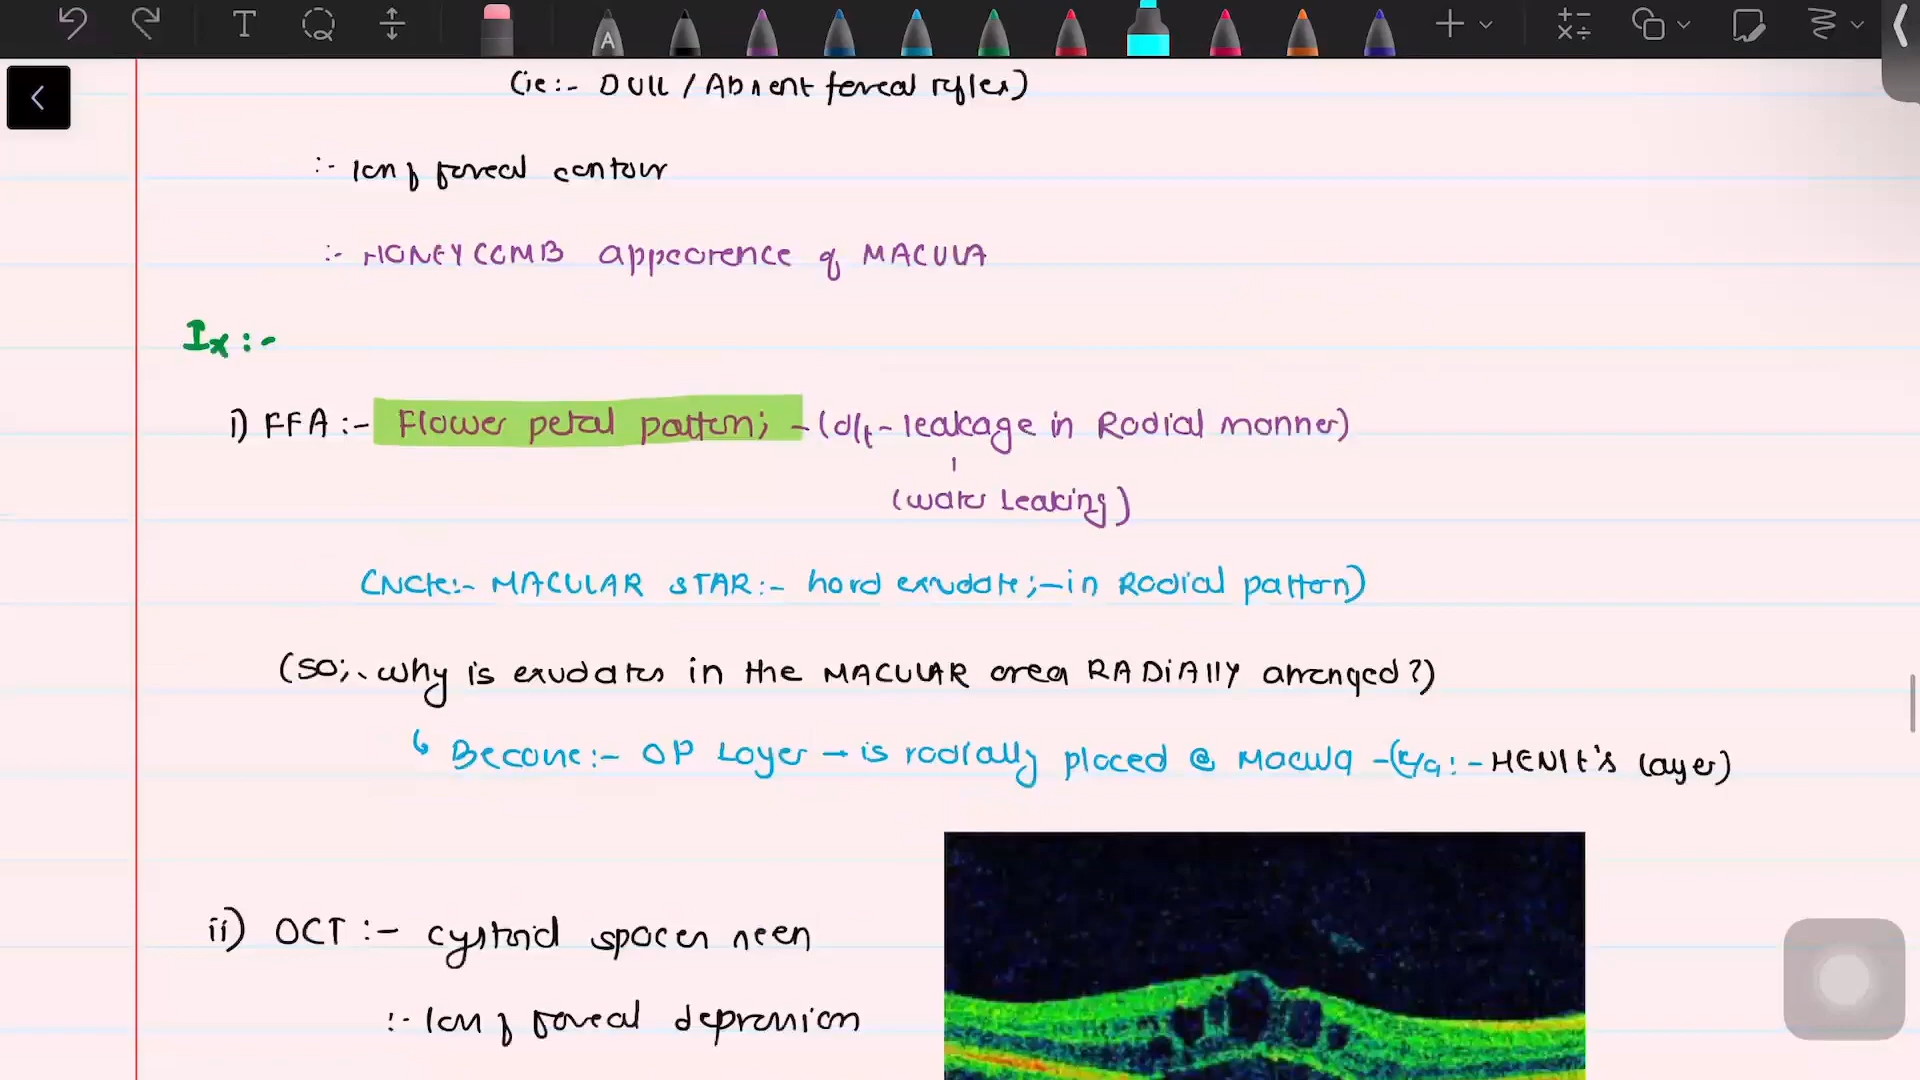 (ie:- DULL / Absent foveal reflex)
:- loss of foveal contour
:- HONEYCOMB appearence of MACULA
Ix:-
i) FFA:- Flower petal pattern; - (d/t - leakage in Radial manner)
(water Leaking)
(Note:- MACULAR STAR:- hard exudate;- in Radial pattern)
(SO;- why is exudates in the MACULAR area RADIALLY arranged?)
Because:- OP Layer → is radially placed @ Macula -(k/a:- HENLE's layer)
ii) OCT:- cystoid spaces seen
:- loss of foveal depression